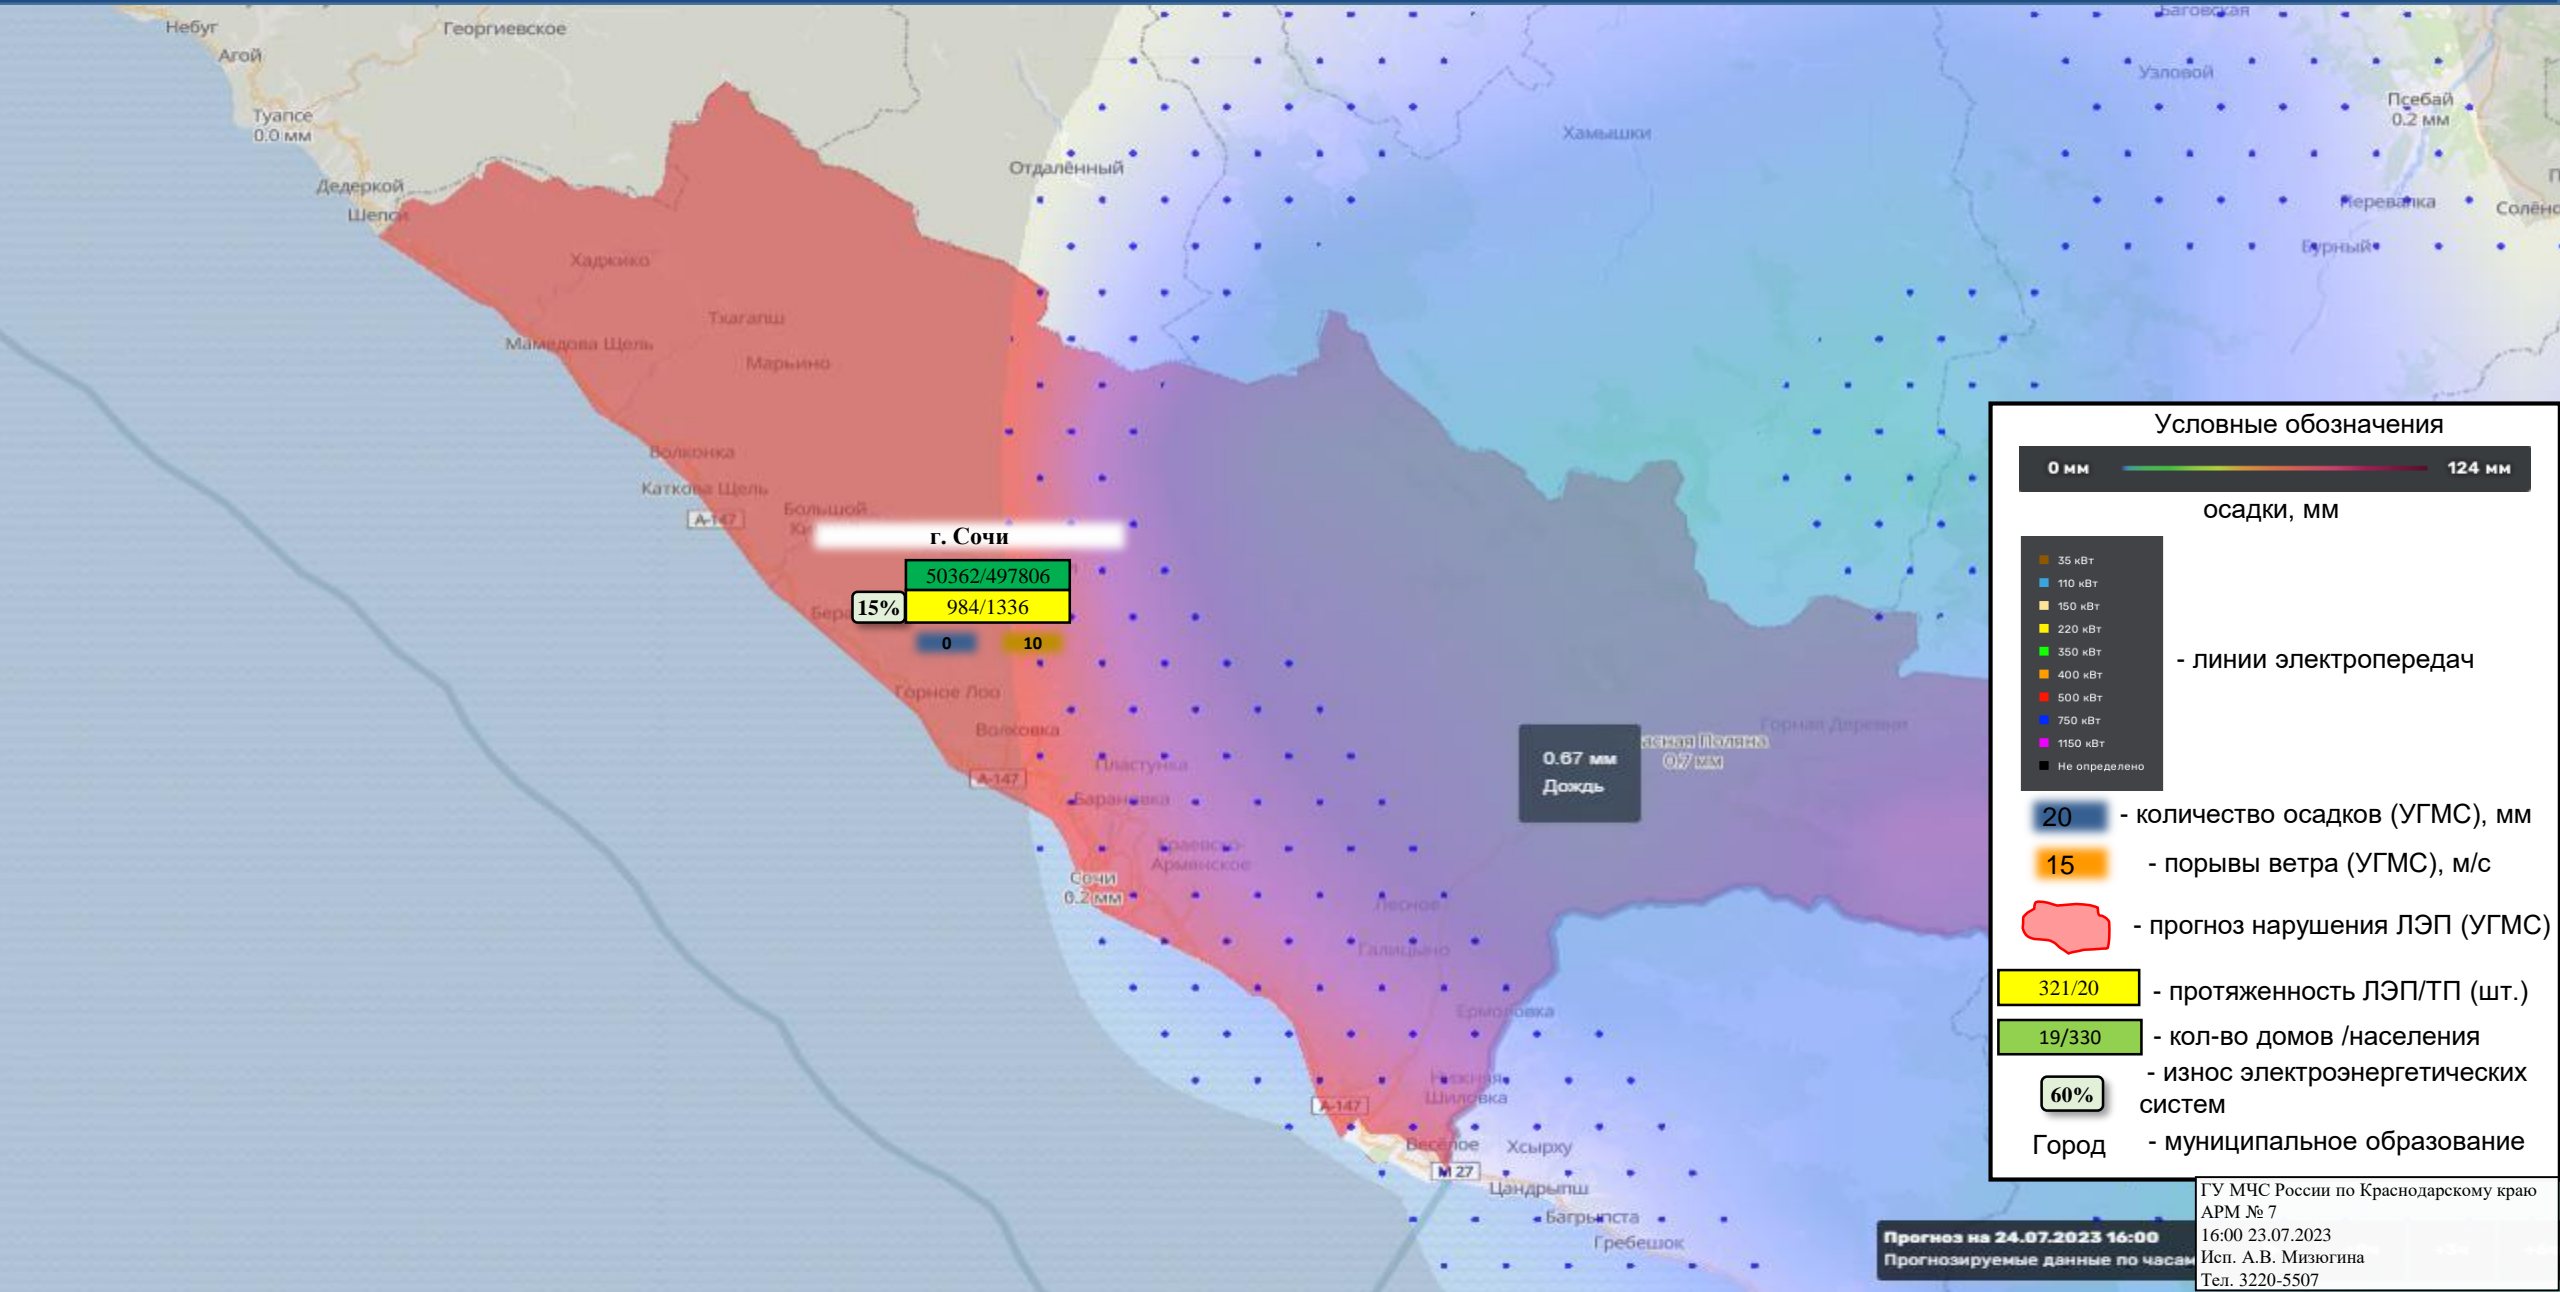 Небуг
Георгиевское
Агой
Туапсе
0.0 мм
Дедеркой
Шепси
Отдалённый
Хамышки
Баговская
Узловой
Псебай
0.2 мм
Перевалка
Бурный
Хаджико
Тхагапш
Мамедова Щель
Марьино
Волконка
Каткова Щель
A-147
Большой
г. Сочи
50362/497806
15%
984/1336
0
10
Горное Лоо
Волковка
A-147
Пластунка
Барановка
Краевско-
Армянское
Сочи
0.2 мм
Лесное
Галицыно
Ермоловка
Нижняя
Шиловка
A-147
Весёлое
М 27
Хсырху
Цандрыпш
Багрыпста
Гребешок
0.67 мм
Дождь
асная Поляна
0.7 мм
Горная Деревня
Условные обозначения
0 мм
124 мм
осадки, мм
35 кВт
110 кВт
150 кВт
220 кВт
350 кВт
400 кВт
500 кВт
750 кВт
1150 кВт
Не определено
- линии электропередач
20 - количество осадков (УГМС), мм
15 - порывы ветра (УГМС), м/с
- прогноз нарушения ЛЭП (УГМС)
321/20 - протяженность ЛЭП/ТП (шт.)
19/330 - кол-во домов /населения
60% - износ электроэнергетических
систем
Город - муниципальное образование
Прогноз на 24.07.2023 16:00
Прогнозируемые данные по часам
ГУ МЧС России по Краснодарскому краю
АРМ № 7
16:00 23.07.2023
Исп. А.В. Мизюгина
Тел. 3220-5507